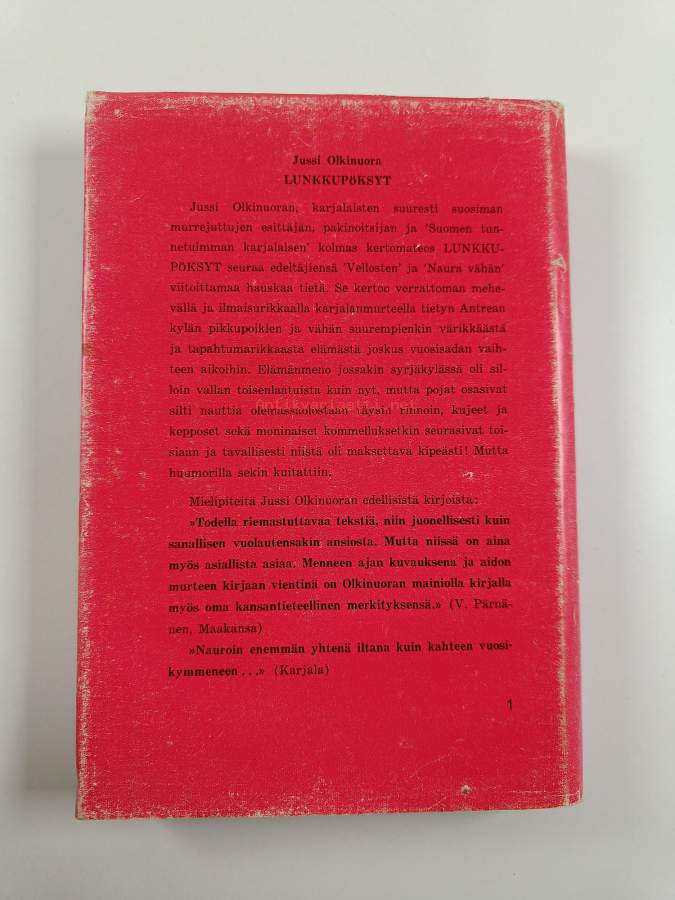 Jussi Olkinuora
LUNKKUPöKSYT
Jussi Olkinuoran, karjalaisten suuresti suosiman
murrejuttujen esittäjän, pakinoitsijan ja 'Suomen tun-
netuimman karjalaisen' kolmas kertomateos LUNKKU-
PöKSYT seuraa edeltäjiensä 'Vellosten' ja 'Naura vähän'
viitoittamaa hauskaa tietä. Se kertoo verrattoman mehe-
vällä ja ilmaisurikkaalla karjalanmurteella tietyn Antrean
kylän pikkupoikien ja vähän suurempienkin värikkäästä
ja tapahtumarikkaasta elämästä joskus vuosisadan vaih-
teen aikoihin. Elämänmeno jossakin syrjäkylässä oli sil-
loin vallan toisenlaatuista kuin nyt, mutta pojat osasivat
silti nauttia olemassaolostaan täysin rinnoin, kujeet ja
kepposet sekä moninaiset kommelluksetkin seurasivat toi-
siaan ja tavallisesti niistä oli maksettava kipeästi! Mutta
huumorilla sekin kuitattiin.
Mielipiteitä Jussi Olkinuoran edellisistä kirjoista:
»Todella riemastuttavaa tekstiä, niin juonellisesti kuin
sanallisen vuolautensakin ansiosta. Mutta niissä on aina
myös asiallista asiaa. Menneen ajan kuvauksena ja aidon
murteen kirjaan vientinä on Olkinuoran mainiolla kirjalla
myös oma kansantieteellinen merkityksensä.» (V. Pärnä-
nen, Maakansa)
»Nauroin enemmän yhtenä iltana kuin kahteen vuosi-
kymmeneen . . .» (Karjala)
1